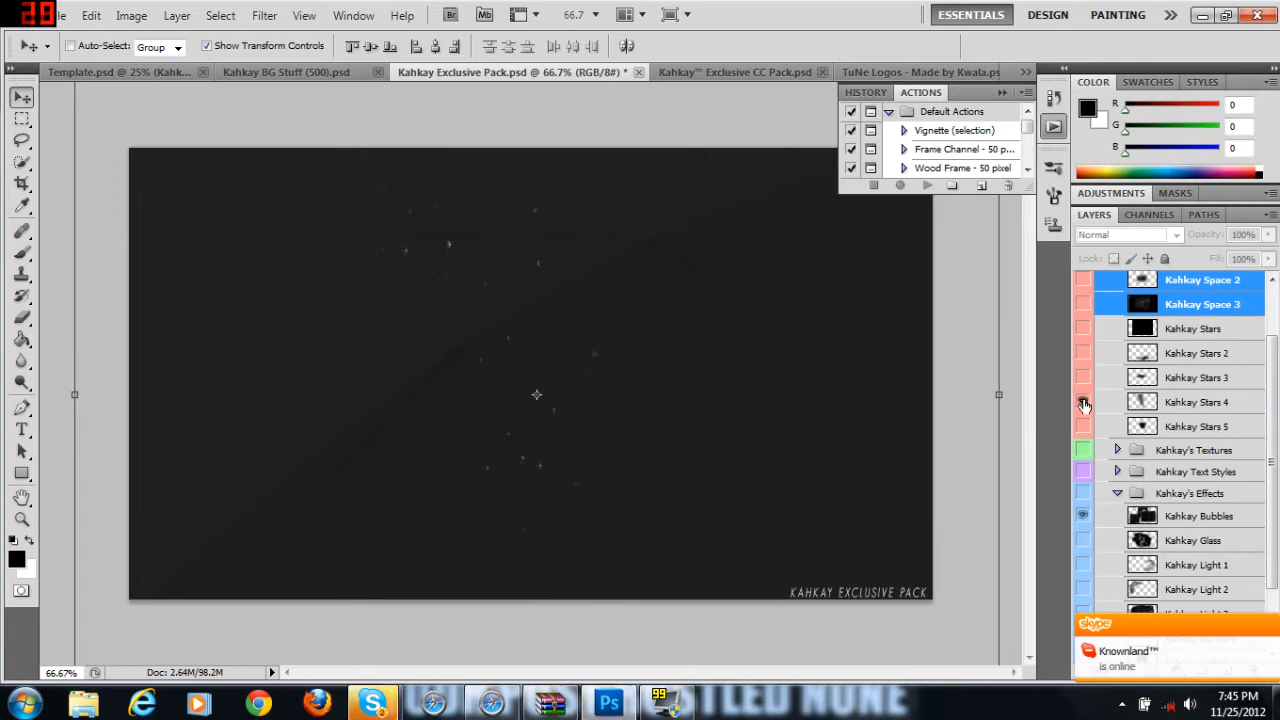 29
Edit Image Layer Select Filter View Window Help Br Mb 66.7 ESSENTIALS DESIGN PAINTING
Auto-Select: Group Show Transform Controls
Template.psd @ 25% (Kahk... Kahkay BG Stuff (500).psd Kahkay Exclusive Pack.psd @ 66.7% (RGB/8#) * Kahkay™ Exclusive CC Pack.psd TuNe Logos - Made by Kwala.ps
HISTORY ACTIONS
Default Actions
Vignette (selection)
Frame Channel - 50 p...
Wood Frame - 50 pixel
COLOR SWATCHES STYLES
R 0
G 0
B 0
ADJUSTMENTS MASKS
LAYERS CHANNELS PATHS
Normal Opacity: 100%
Lock: Fill: 100%
Kahkay Space 2
Kahkay Space 3
Kahkay Stars
Kahkay Stars 2
Kahkay Stars 3
Kahkay Stars 4
Kahkay Stars 5
Kahkay's Textures
Kahkay Text Styles
Kahkay's Effects
Kahkay Bubbles
Kahkay Glass
Kahkay Light 1
Kahkay Light 2
KAHKAY EXCLUSIVE PACK
skype
Knownland™
is online
66.67% Doc: 2.64M/98.2M
2 Ps 99
7:45 PM
11/25/2012